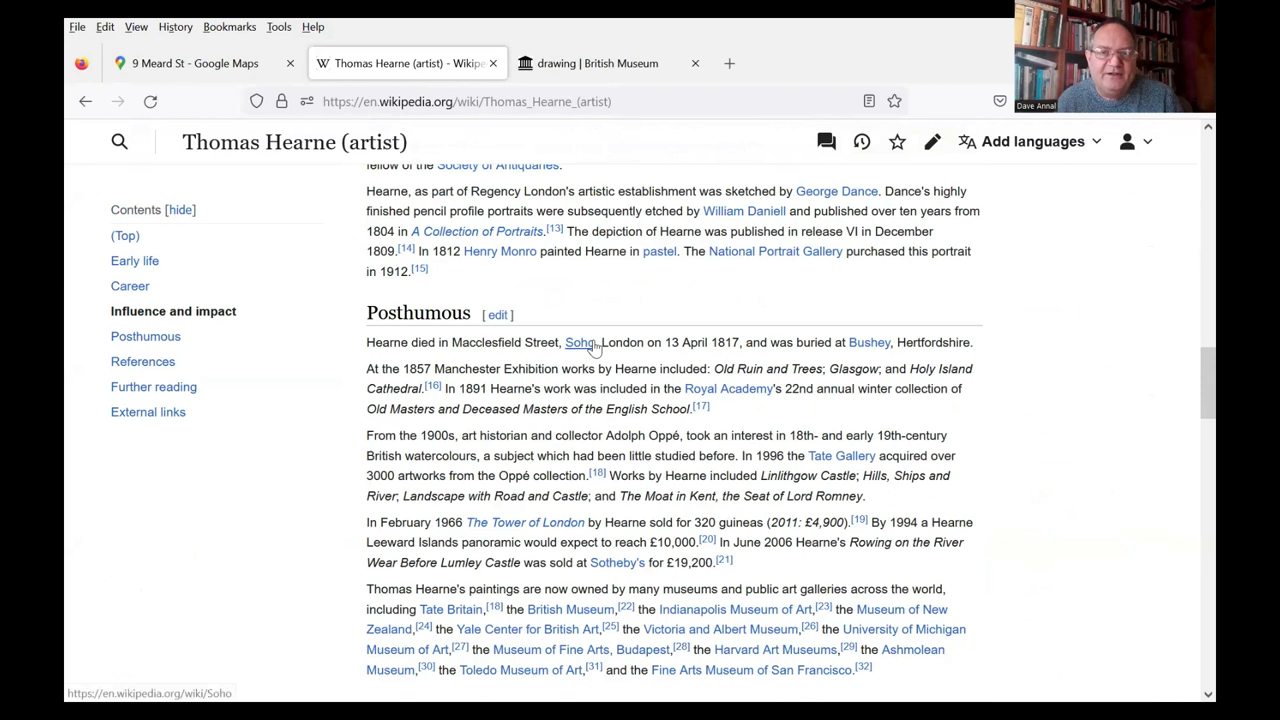 File Edit View History Bookmarks Tools Help
9 Meard St - Google Maps
Thomas Hearne (artist) - Wikipe
drawing | British Museum
Dave Annal
https://en.wikipedia.org/wiki/Thomas_Hearne_(artist)
Thomas Hearne (artist)
Add languages
Contents [hide]
(Top)
Early life
Career
Influence and impact
Posthumous
References
Further reading
External links
fellow of the Society of Antiquaries.
Hearne, as part of Regency London's artistic establishment was sketched by George Dance. Dance's highly
finished pencil profile portraits were subsequently etched by William Daniell and published over ten years from
1804 in A Collection of Portraits.[13] The depiction of Hearne was published in release VI in December
1809.[14] In 1812 Henry Monro painted Hearne in pastel. The National Portrait Gallery purchased this portrait
in 1912.[15]
Posthumous [ edit ]
Hearne died in Macclesfield Street, Soho, London on 13 April 1817, and was buried at Bushey, Hertfordshire.
At the 1857 Manchester Exhibition works by Hearne included: Old Ruin and Trees; Glasgow; and Holy Island
Cathedral.[16] In 1891 Hearne's work was included in the Royal Academy's 22nd annual winter collection of
Old Masters and Deceased Masters of the English School.[17]
From the 1900s, art historian and collector Adolph Oppé, took an interest in 18th- and early 19th-century
British watercolours, a subject which had been little studied before. In 1996 the Tate Gallery acquired over
3000 artworks from the Oppé collection.[18] Works by Hearne included Linlithgow Castle; Hills, Ships and
River; Landscape with Road and Castle; and The Moat in Kent, the Seat of Lord Romney.
In February 1966 The Tower of London by Hearne sold for 320 guineas (2011: £4,900).[19] By 1994 a Hearne
Leeward Islands panoramic would expect to reach £10,000.[20] In June 2006 Hearne's Rowing on the River
Wear Before Lumley Castle was sold at Sotheby's for £19,200.[21]
Thomas Hearne's paintings are now owned by many museums and public art galleries across the world,
including Tate Britain,[18] the British Museum,[22] the Indianapolis Museum of Art,[23] the Museum of New
Zealand,[24] the Yale Center for British Art,[25] the Victoria and Albert Museum,[26] the University of Michigan
Museum of Art,[27] the Museum of Fine Arts, Budapest,[28] the Harvard Art Museums,[29] the Ashmolean
Museum,[30] the Toledo Museum of Art,[31] and the Fine Arts Museum of San Francisco.[32]
https://en.wikipedia.org/wiki/Soho